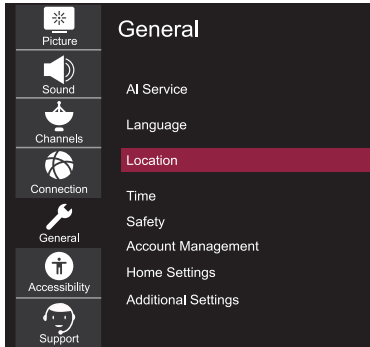 Picture
Sound
Channels
Connection
General
Accessibility
Support
General
AI Service
Language
Location
Time
Safety
Account Management
Home Settings
Additional Settings